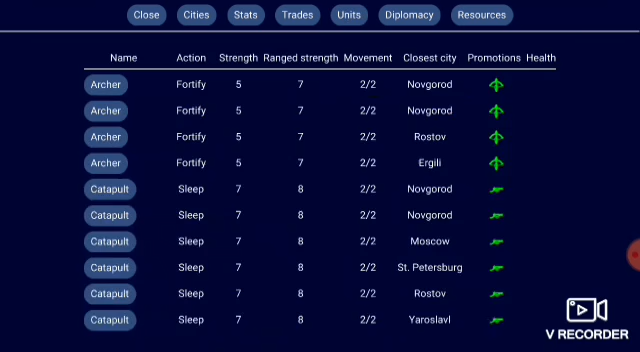 Close Cities Stats Trades Units Diplomacy Resources
Name Action Strength Ranged strength Movement Closest city Promotions Health
Archer Fortify 5 7 2/2 Novgorod
Archer Fortify 5 7 2/2 Novgorod
Archer Fortify 5 7 2/2 Rostov
Archer Fortify 5 7 2/2 Ergili
Catapult Sleep 7 8 2/2 Novgorod
Catapult Sleep 7 8 2/2 Novgorod
Catapult Sleep 7 8 2/2 Moscow
Catapult Sleep 7 8 2/2 St. Petersburg
Catapult Sleep 7 8 2/2 Rostov
Catapult Sleep 7 8 2/2 Yaroslavl
V RECORDER